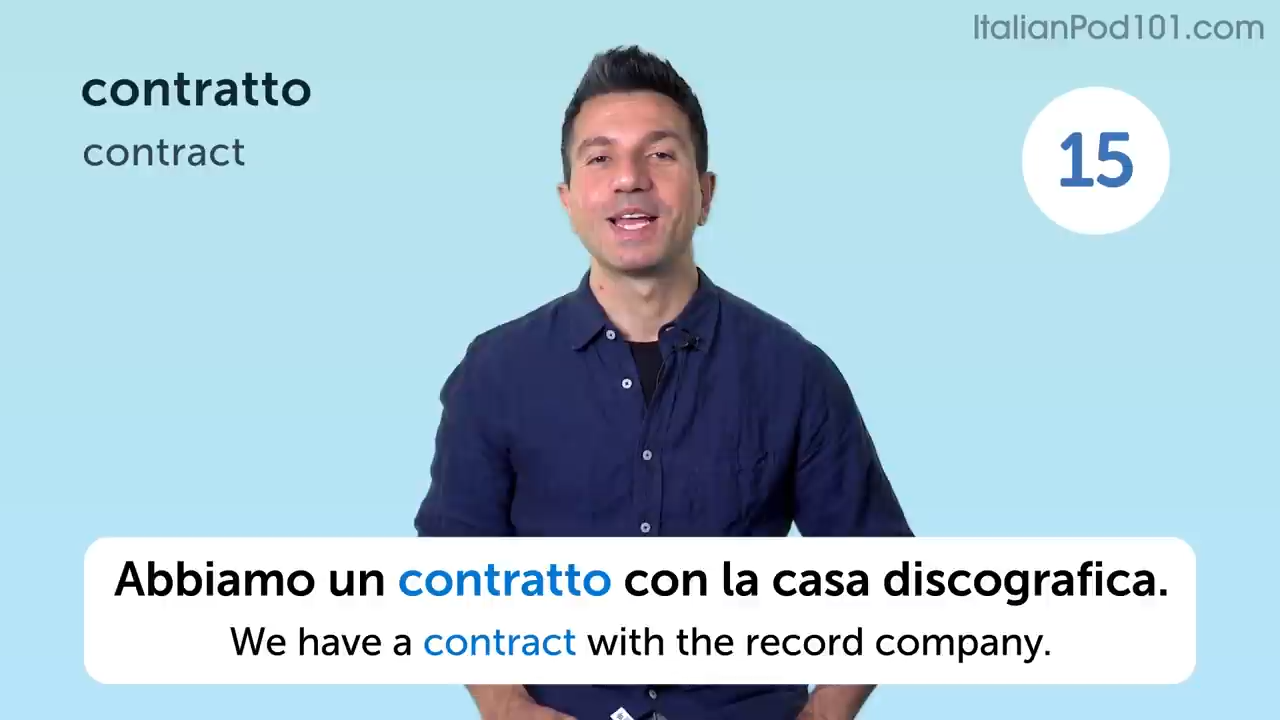 ItalianPod101.com
contratto
contract
15
Abbiamo un contratto con la casa discografica.
We have a contract with the record company.